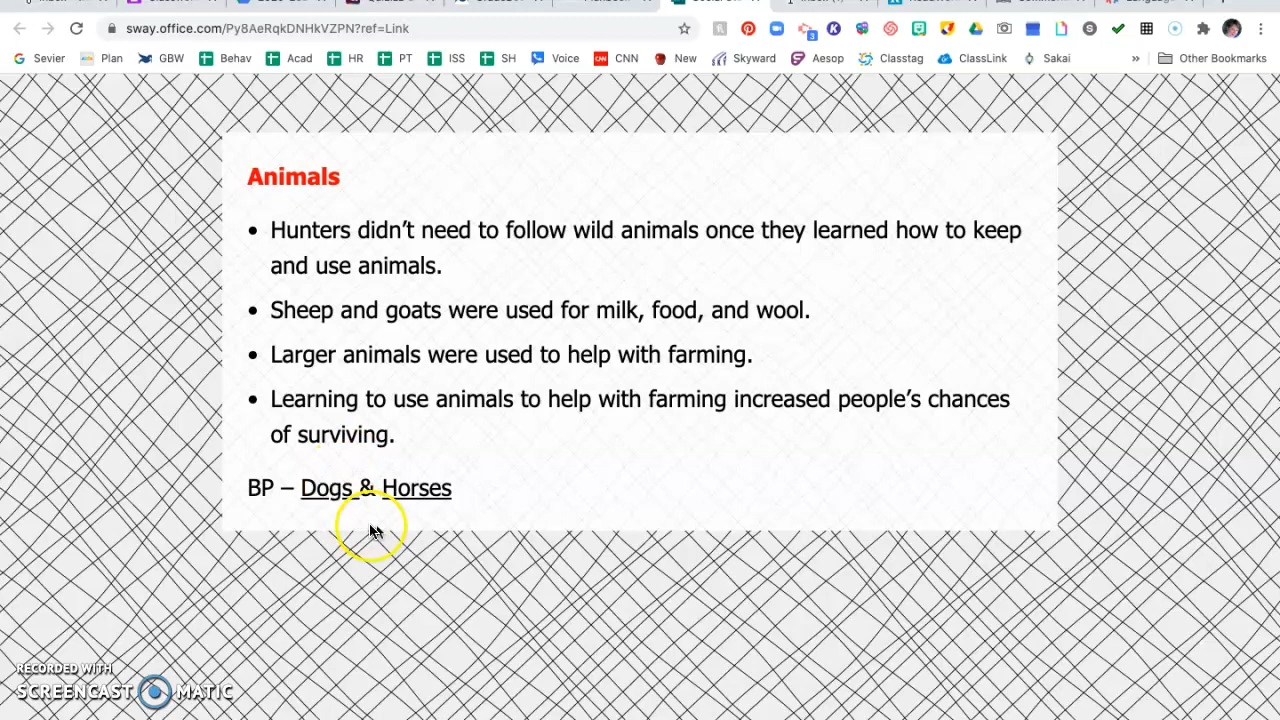 sway.office.com/Py8AeRqkDNHkVZPN?ref=Link
3
Sevier Plan GBW Behav Acad HR PT ISS SH Voice CNN New Skyward Aesop Classtag ClassLink Sakai » Other Bookmarks
Animals
• Hunters didn’t need to follow wild animals once they learned how to keep
and use animals.
• Sheep and goats were used for milk, food, and wool.
• Larger animals were used to help with farming.
• Learning to use animals to help with farming increased people’s chances
of surviving.
BP – Dogs & Horses
RECORDED WITH
SCREENCAST MATIC